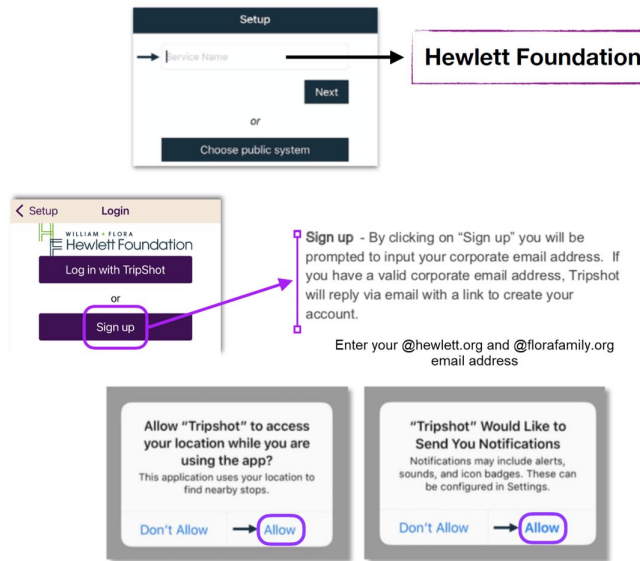 Setup
Service Name
Hewlett Foundation
Next
or
Choose public system
Setup
Login
WILLIAM + FLORA
Hewlett Foundation
Log in with TripShot
or
Sign up
Sign up - By clicking on “Sign up” you will be
prompted to input your corporate email address. If
you have a valid corporate email address, Tripshot
will reply via email with a link to create your
account.
Enter your @hewlett.org and @florafamily.org
email address
Allow “Tripshot” to access
your location while you are
using the app?
This application uses your location to
find nearby stops.
Don’t Allow
Allow
“Tripshot” Would Like to
Send You Notifications
Notifications may include alerts,
sounds, and icon badges. These can
be configured in Settings.
Don’t Allow
Allow